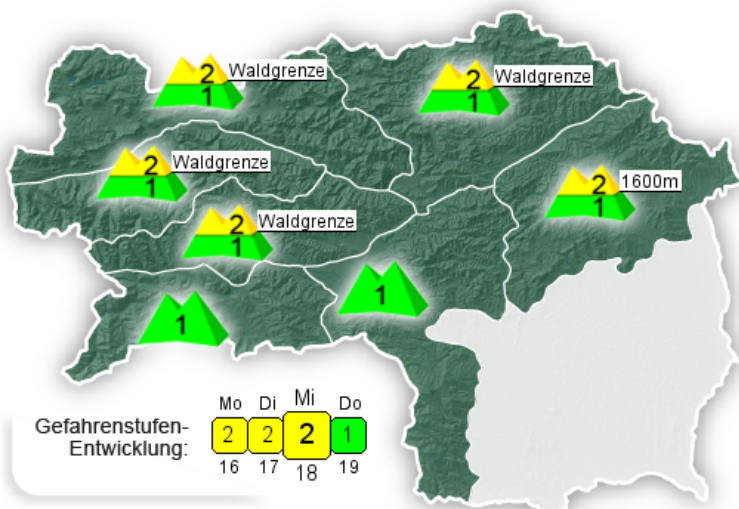 2 Waldgrenze
1
2 Waldgrenze
1
2 Waldgrenze
1
2 1600m
1
2 Waldgrenze
1
1
1
Gefahrenstufen-
Entwicklung:
Mo Di Mi Do
2 2 2 1
16 17 18 19